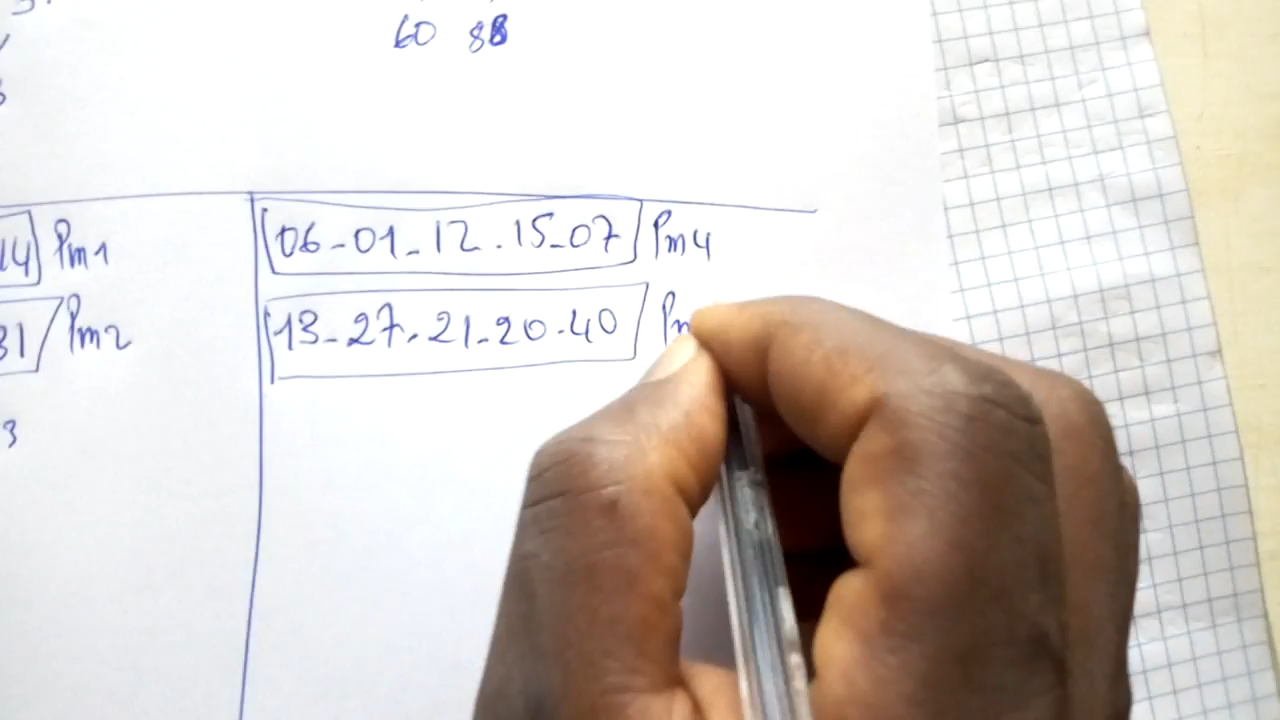 60 88
14 Pm1
06-01-12.15-07 Pm4
31 Pm2
13-27.21-20.40
3